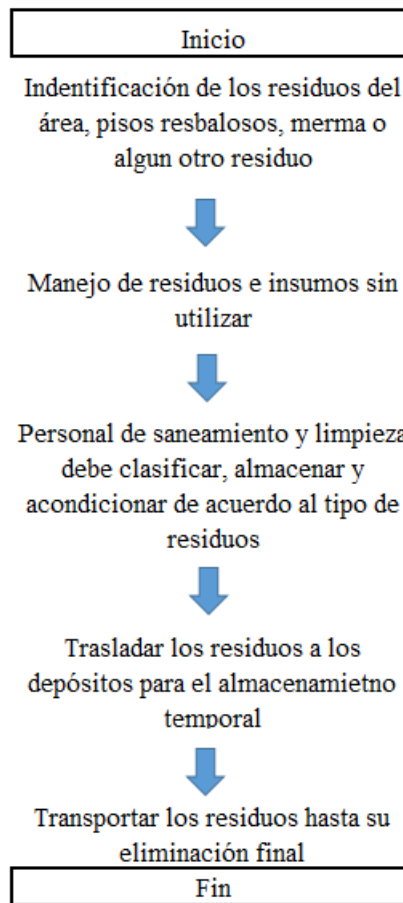 Inicio
Indentificación de los residuos del
área, pisos resbalosos, merma o
algun otro residuo
Manejo de residuos e insumos sin
utilizar
Personal de saneamiento y limpieza
debe clasificar, almacenar y
acondicionar de acuerdo al tipo de
residuos
Trasladar los residuos a los
depósitos para el almacenamietno
temporal
Transportar los residuos hasta su
eliminación final
Fin